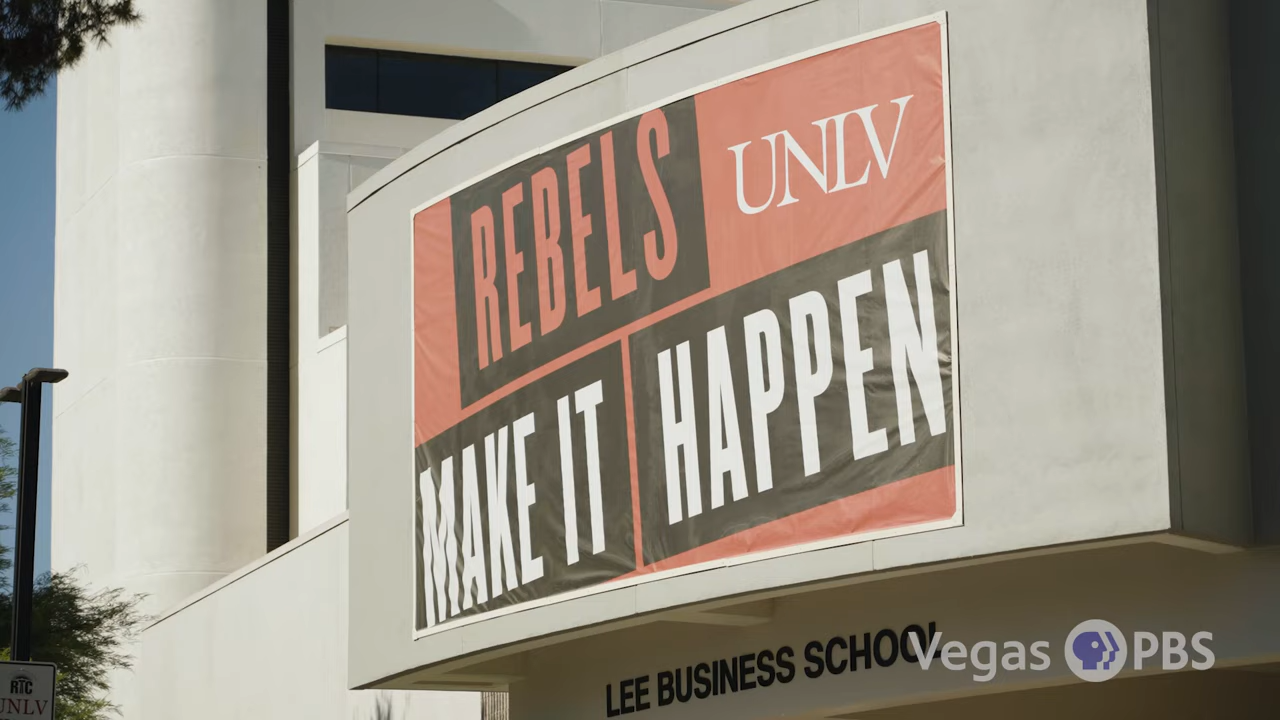 REBELS
UNLV
MAKE IT HAPPEN
LEE BUSINESS SCHOOL
Vegas PBS
RTC
UNLV